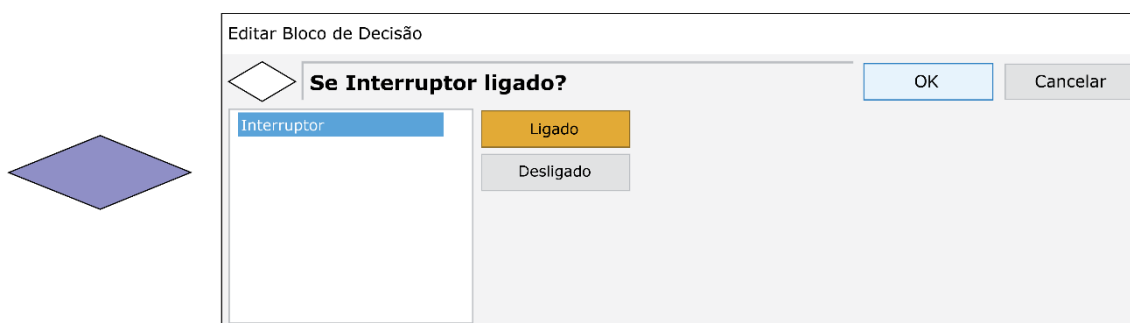 Editar Bloco de Decisão
Se Interruptor ligado?
OK
Cancelar
Interruptor
Ligado
Desligado